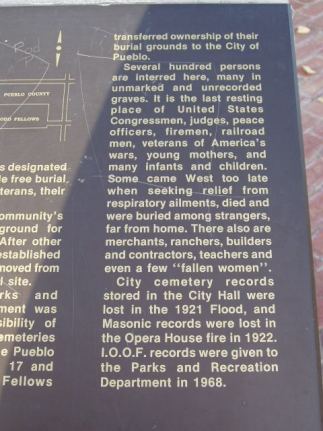 PUEBLO COUNTY
ODD FELLOWS
s designated
e free burial
terans, their
ommunity's
ground for
After other
established
moved from
l site.
rks and
ment was
sibility of
emeteries
e Pueblo
17 and
Fellows
transferred ownership of their
burial grounds to the City of
Pueblo.
Several hundred persons
are interred here, many in
unmarked and unrecorded
graves. It is the last resting
place of United States
Congressmen, judges, peace
officers, firemen, railroad
men, veterans of America's
wars, young mothers, and
many infants and children.
Some came West too late
when seeking relief from
respiratory ailments, died and
were buried among strangers,
far from home. There also are
merchants, ranchers, builders
and contractors, teachers and
even a few "fallen women".
City cemetery records
stored in the City Hall were
lost in the 1921 Flood, and
Masonic records were lost in
the Opera House fire in 1922.
I.O.O.F. records were given to
the Parks and Recreation
Department in 1968.